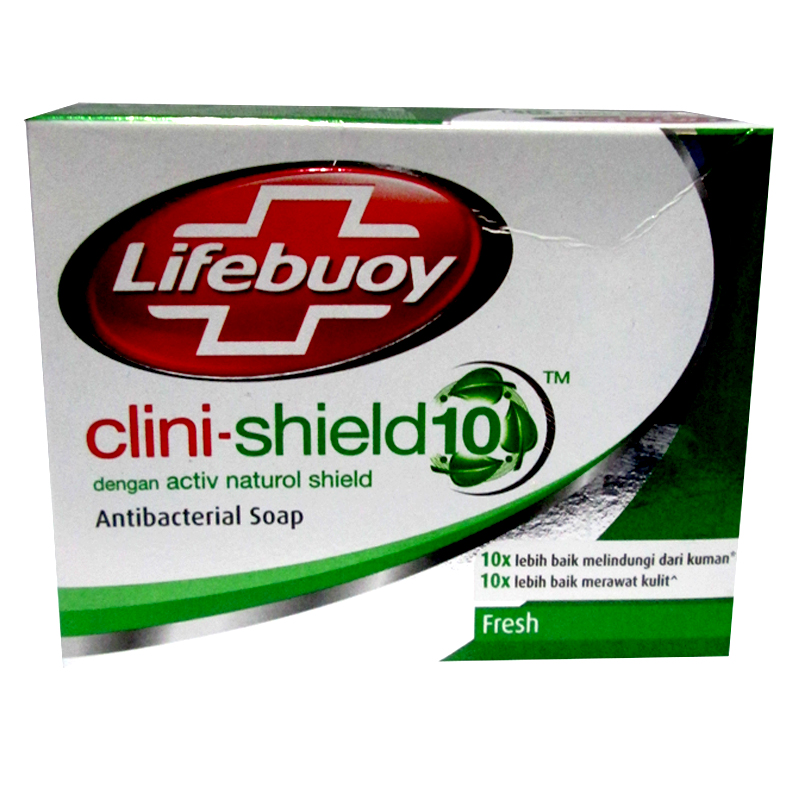 Lifebuoy
clini-shield10™
dengan activ naturol shield
Antibacterial Soap
10x lebih baik melindungi dari kuman*
10x lebih baik merawat kulit^
Fresh